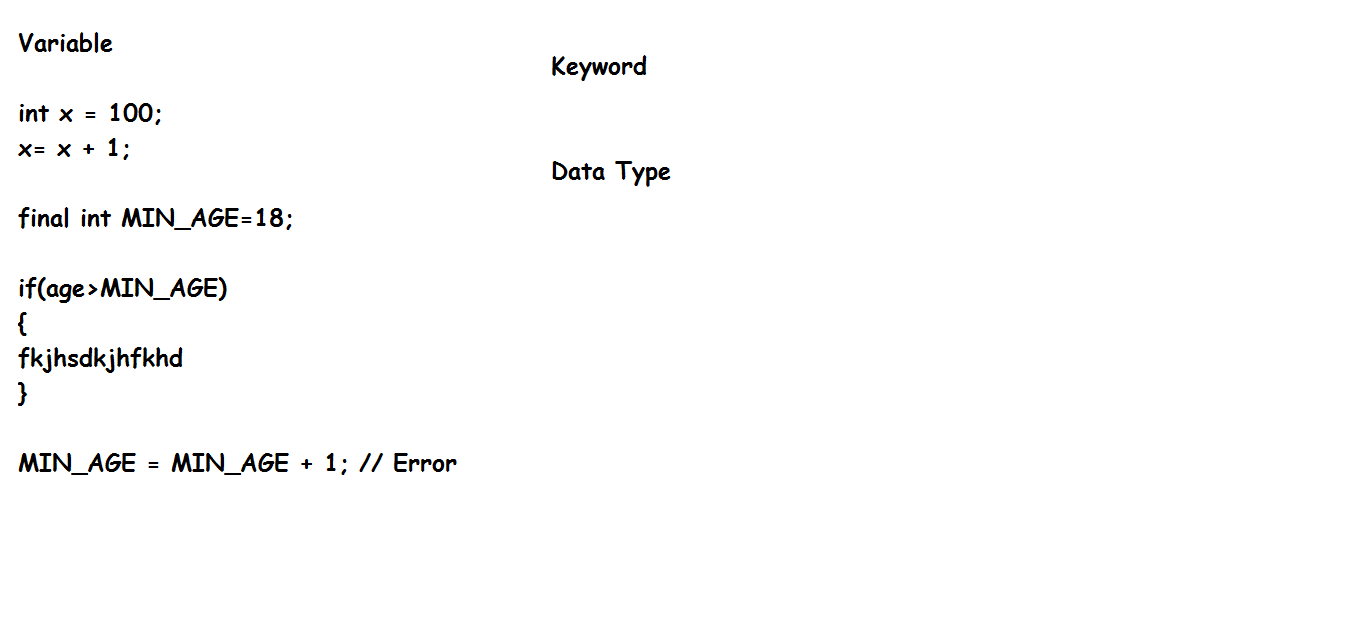 Variable
int x = 100;
x= x + 1;
final int MIN_AGE=18;
if(age>MIN_AGE)
{
fkjhsdkjhfkhd
}
MIN_AGE = MIN_AGE + 1; // Error
Keyword
Data Type